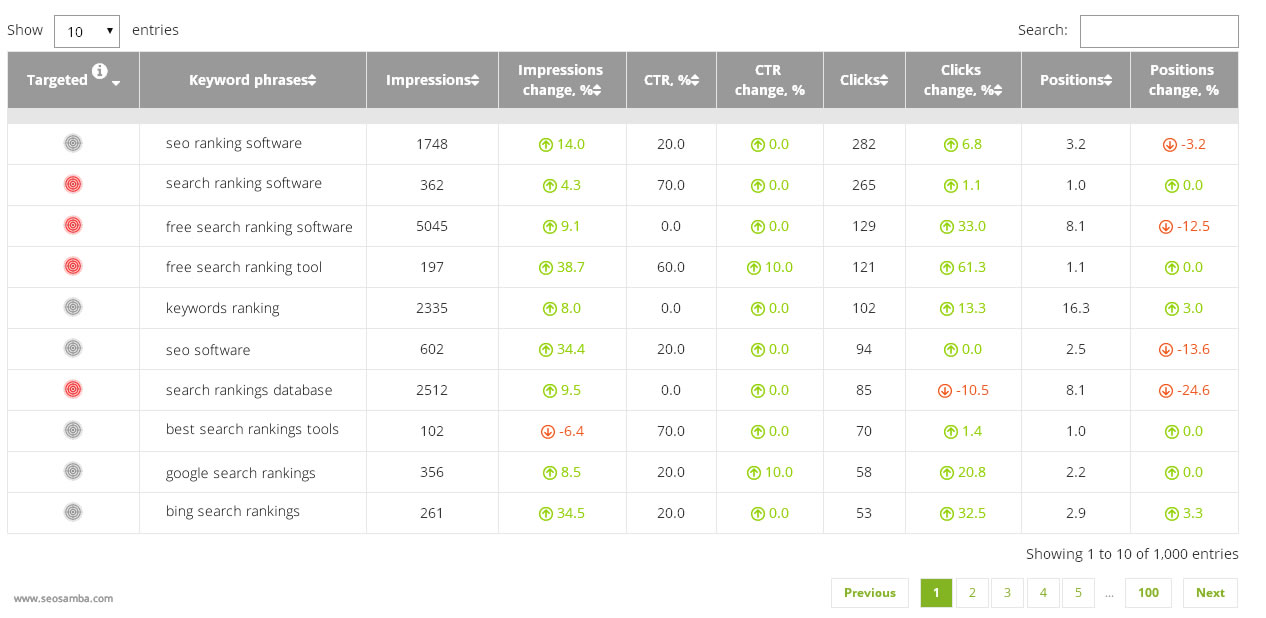 Show 10 entries Search:
Targeted Keyword phrases Impressions Impressions change, % CTR, % CTR change, % Clicks Clicks change, % Positions Positions change, %
seo ranking software 1748 14.0 20.0 0.0 282 6.8 3.2 -3.2
search ranking software 362 4.3 70.0 0.0 265 1.1 1.0 0.0
free search ranking software 5045 9.1 0.0 0.0 129 33.0 8.1 -12.5
free search ranking tool 197 38.7 60.0 10.0 121 61.3 1.1 0.0
keywords ranking 2335 8.0 0.0 0.0 102 13.3 16.3 3.0
seo software 602 34.4 20.0 0.0 94 0.0 2.5 -13.6
search rankings database 2512 9.5 0.0 0.0 85 -10.5 8.1 -24.6
best search rankings tools 102 -6.4 70.0 0.0 70 1.4 1.0 0.0
google search rankings 356 8.5 20.0 10.0 58 20.8 2.2 0.0
bing search rankings 261 34.5 20.0 0.0 53 32.5 2.9 3.3
Showing 1 to 10 of 1,000 entries
Previous 1 2 3 4 5 ... 100 Next
www.seosamba.com